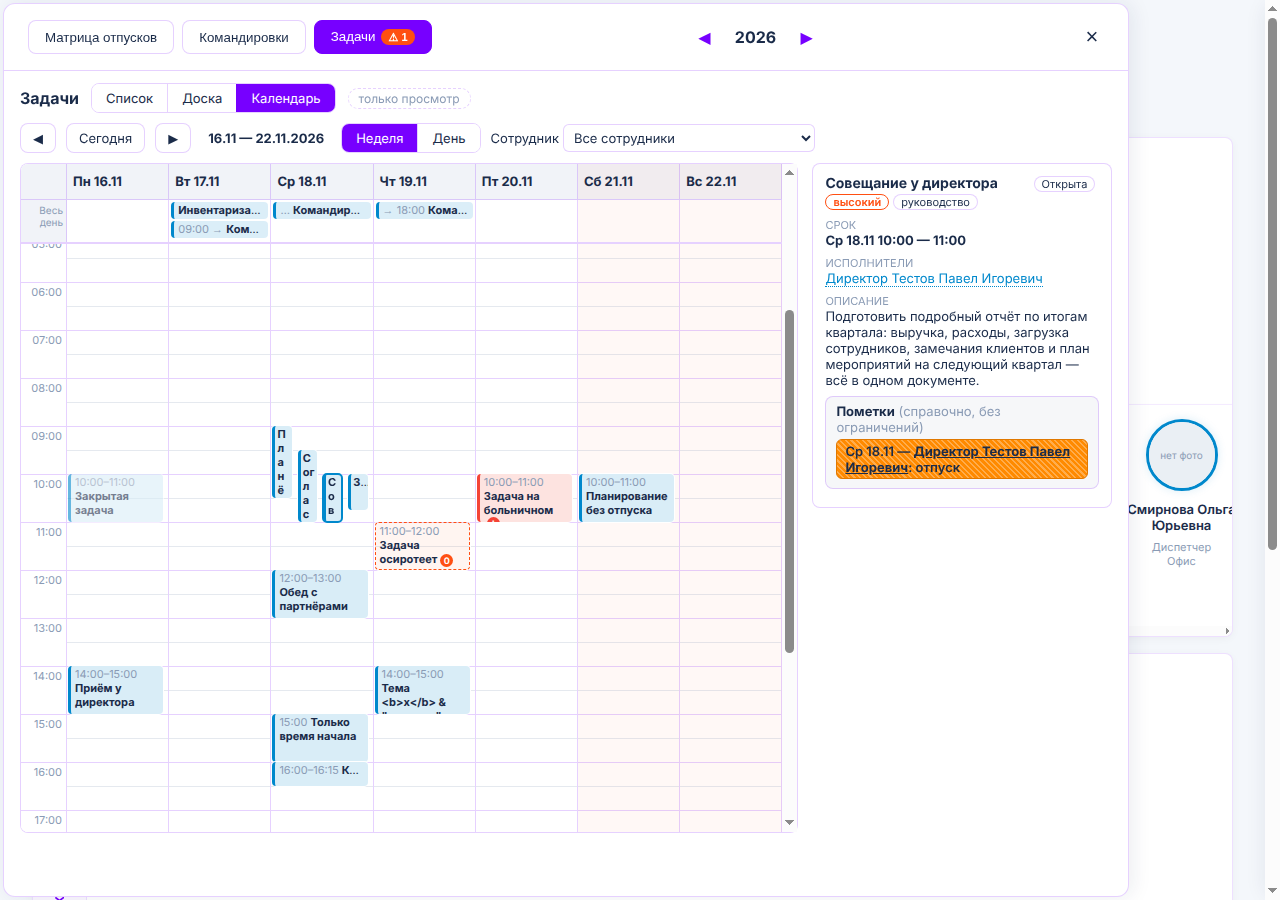 Матрица отпусков
Командировки
Задачи ⚠ 1
◀ 2026 ▶
×
Задачи
Список
Доска
Календарь
только просмотр
◀
Сегодня
▶
16.11 — 22.11.2026
Неделя
День
Сотрудник
Все сотрудники
Пн 16.11
Вт 17.11
Ср 18.11
Чт 19.11
Пт 20.11
Сб 21.11
Вс 22.11
Весь
день
Инвентариза…
09:00 → Ком…
… Командир…
→ 18:00 Кома…
05:00
06:00
07:00
08:00
09:00
10:00
11:00
12:00
13:00
14:00
15:00
16:00
17:00
10:00–11:00
Закрытая
задача
14:00–15:00
Приём у
директора
П
л
а
н
ё
С
ог
л
а
с
С
о
в
З…
12:00–13:00
Обед с
партнёрами
15:00 Только
время начала
16:00–16:15 К…
11:00–12:00
Задача
осиротеет 0
14:00–15:00
Тема
<b>x</b> &
10:00–11:00
Задача на
больничном
10:00–11:00
Планирование
без отпуска
Совещание у директора
Открыта
высокий
руководство
СРОК
Ср 18.11 10:00 — 11:00
ИСПОЛНИТЕЛИ
Директор Тестов Павел Игоревич
ОПИСАНИЕ
Подготовить подробный отчёт по итогам
квартала: выручка, расходы, загрузка
сотрудников, замечания клиентов и план
мероприятий на следующий квартал —
всё в одном документе.
Пометки (справочно, без
ограничений)
Ср 18.11 — Директор Тестов Павел
Игоревич: отпуск
нет фото
Смирнова Ольга
Юрьевна
Диспетчер
Офис